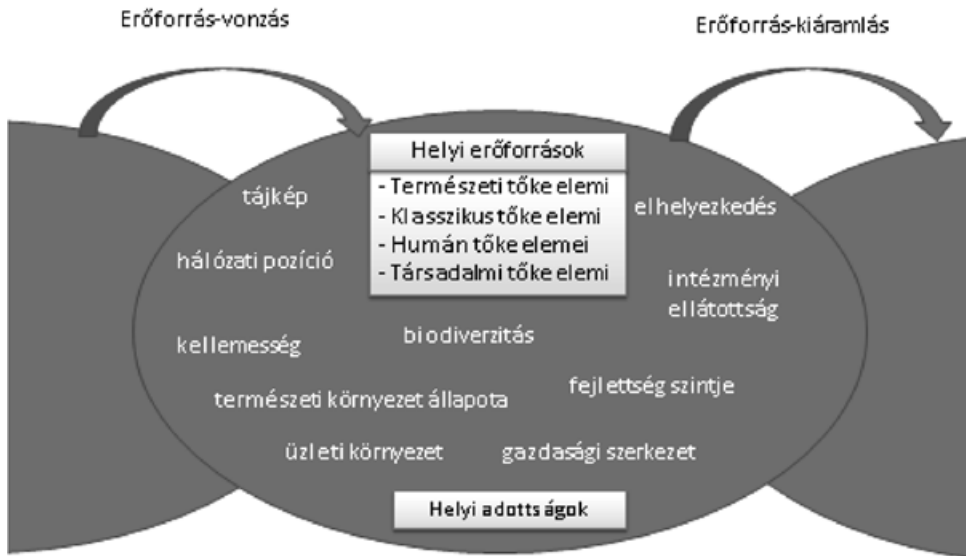 Erőforrás-vonzás
Erőforrás-kiáramlás
Helyi erőforrások
- Természeti tőke elemi
- Klasszikus tőke elemi
- Humán tőke elemei
- Társadalmi tőke elemi
tájkép
elhelyezkedés
hálózati pozíció
intézményi
ellátottság
biodiverzitás
kellemesség
fejlettség szintje
természeti környezet állapota
üzleti környezet
gazdasági szerkezet
Helyi adottságok